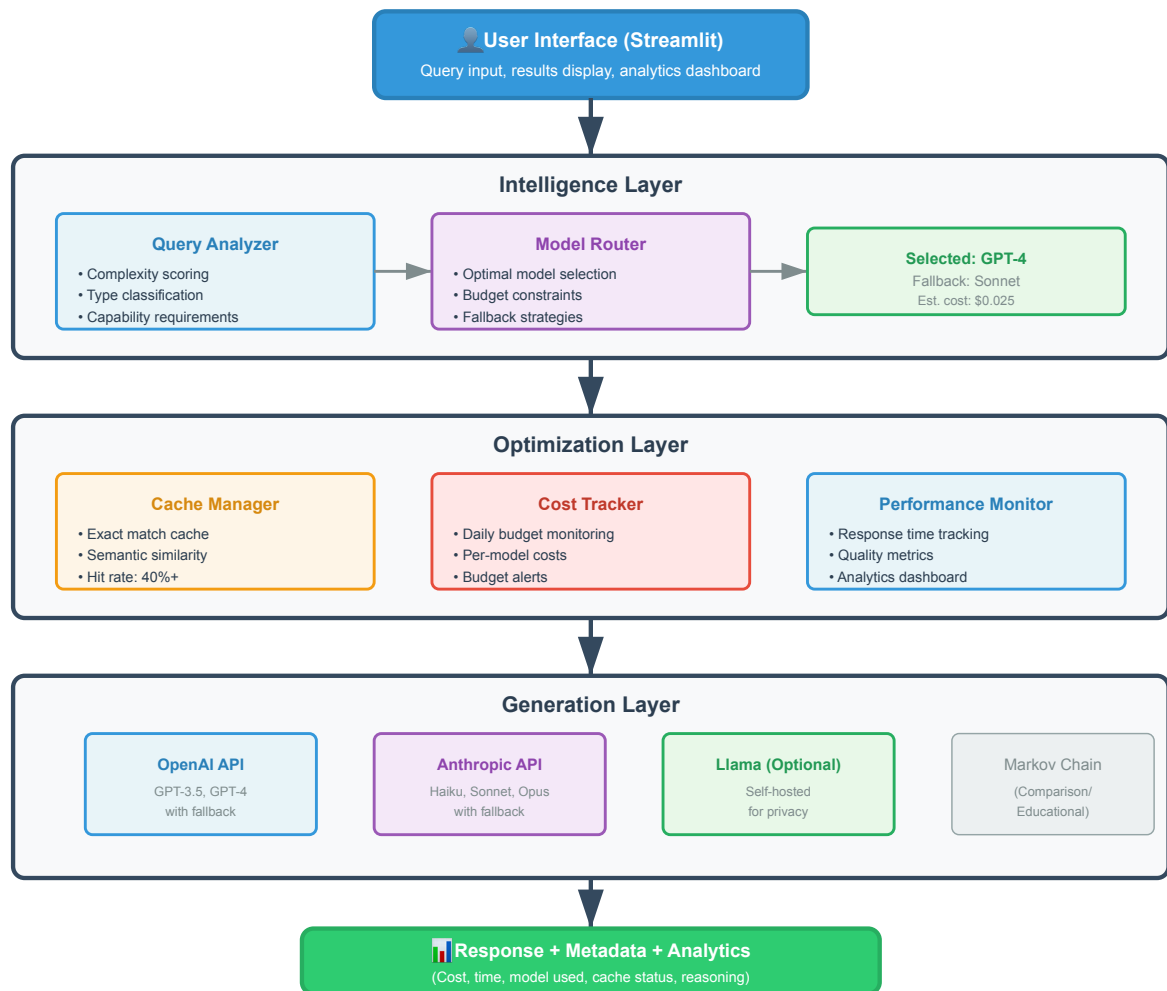 User Interface (Streamlit)
Query input, results display, analytics dashboard
Intelligence Layer
Query Analyzer
• Complexity scoring
• Type classification
• Capability requirements
Model Router
• Optimal model selection
• Budget constraints
• Fallback strategies
Selected: GPT-4
Fallback: Sonnet
Est. cost: $0.025
Optimization Layer
Cache Manager
• Exact match cache
• Semantic similarity
• Hit rate: 40%+
Cost Tracker
• Daily budget monitoring
• Per-model costs
• Budget alerts
Performance Monitor
• Response time tracking
• Quality metrics
• Analytics dashboard
Generation Layer
OpenAI API
GPT-3.5, GPT-4
with fallback
Anthropic API
Haiku, Sonnet, Opus
with fallback
Llama (Optional)
Self-hosted
for privacy
Markov Chain
(Comparison/
Educational)
Response + Metadata + Analytics
(Cost, time, model used, cache status, reasoning)